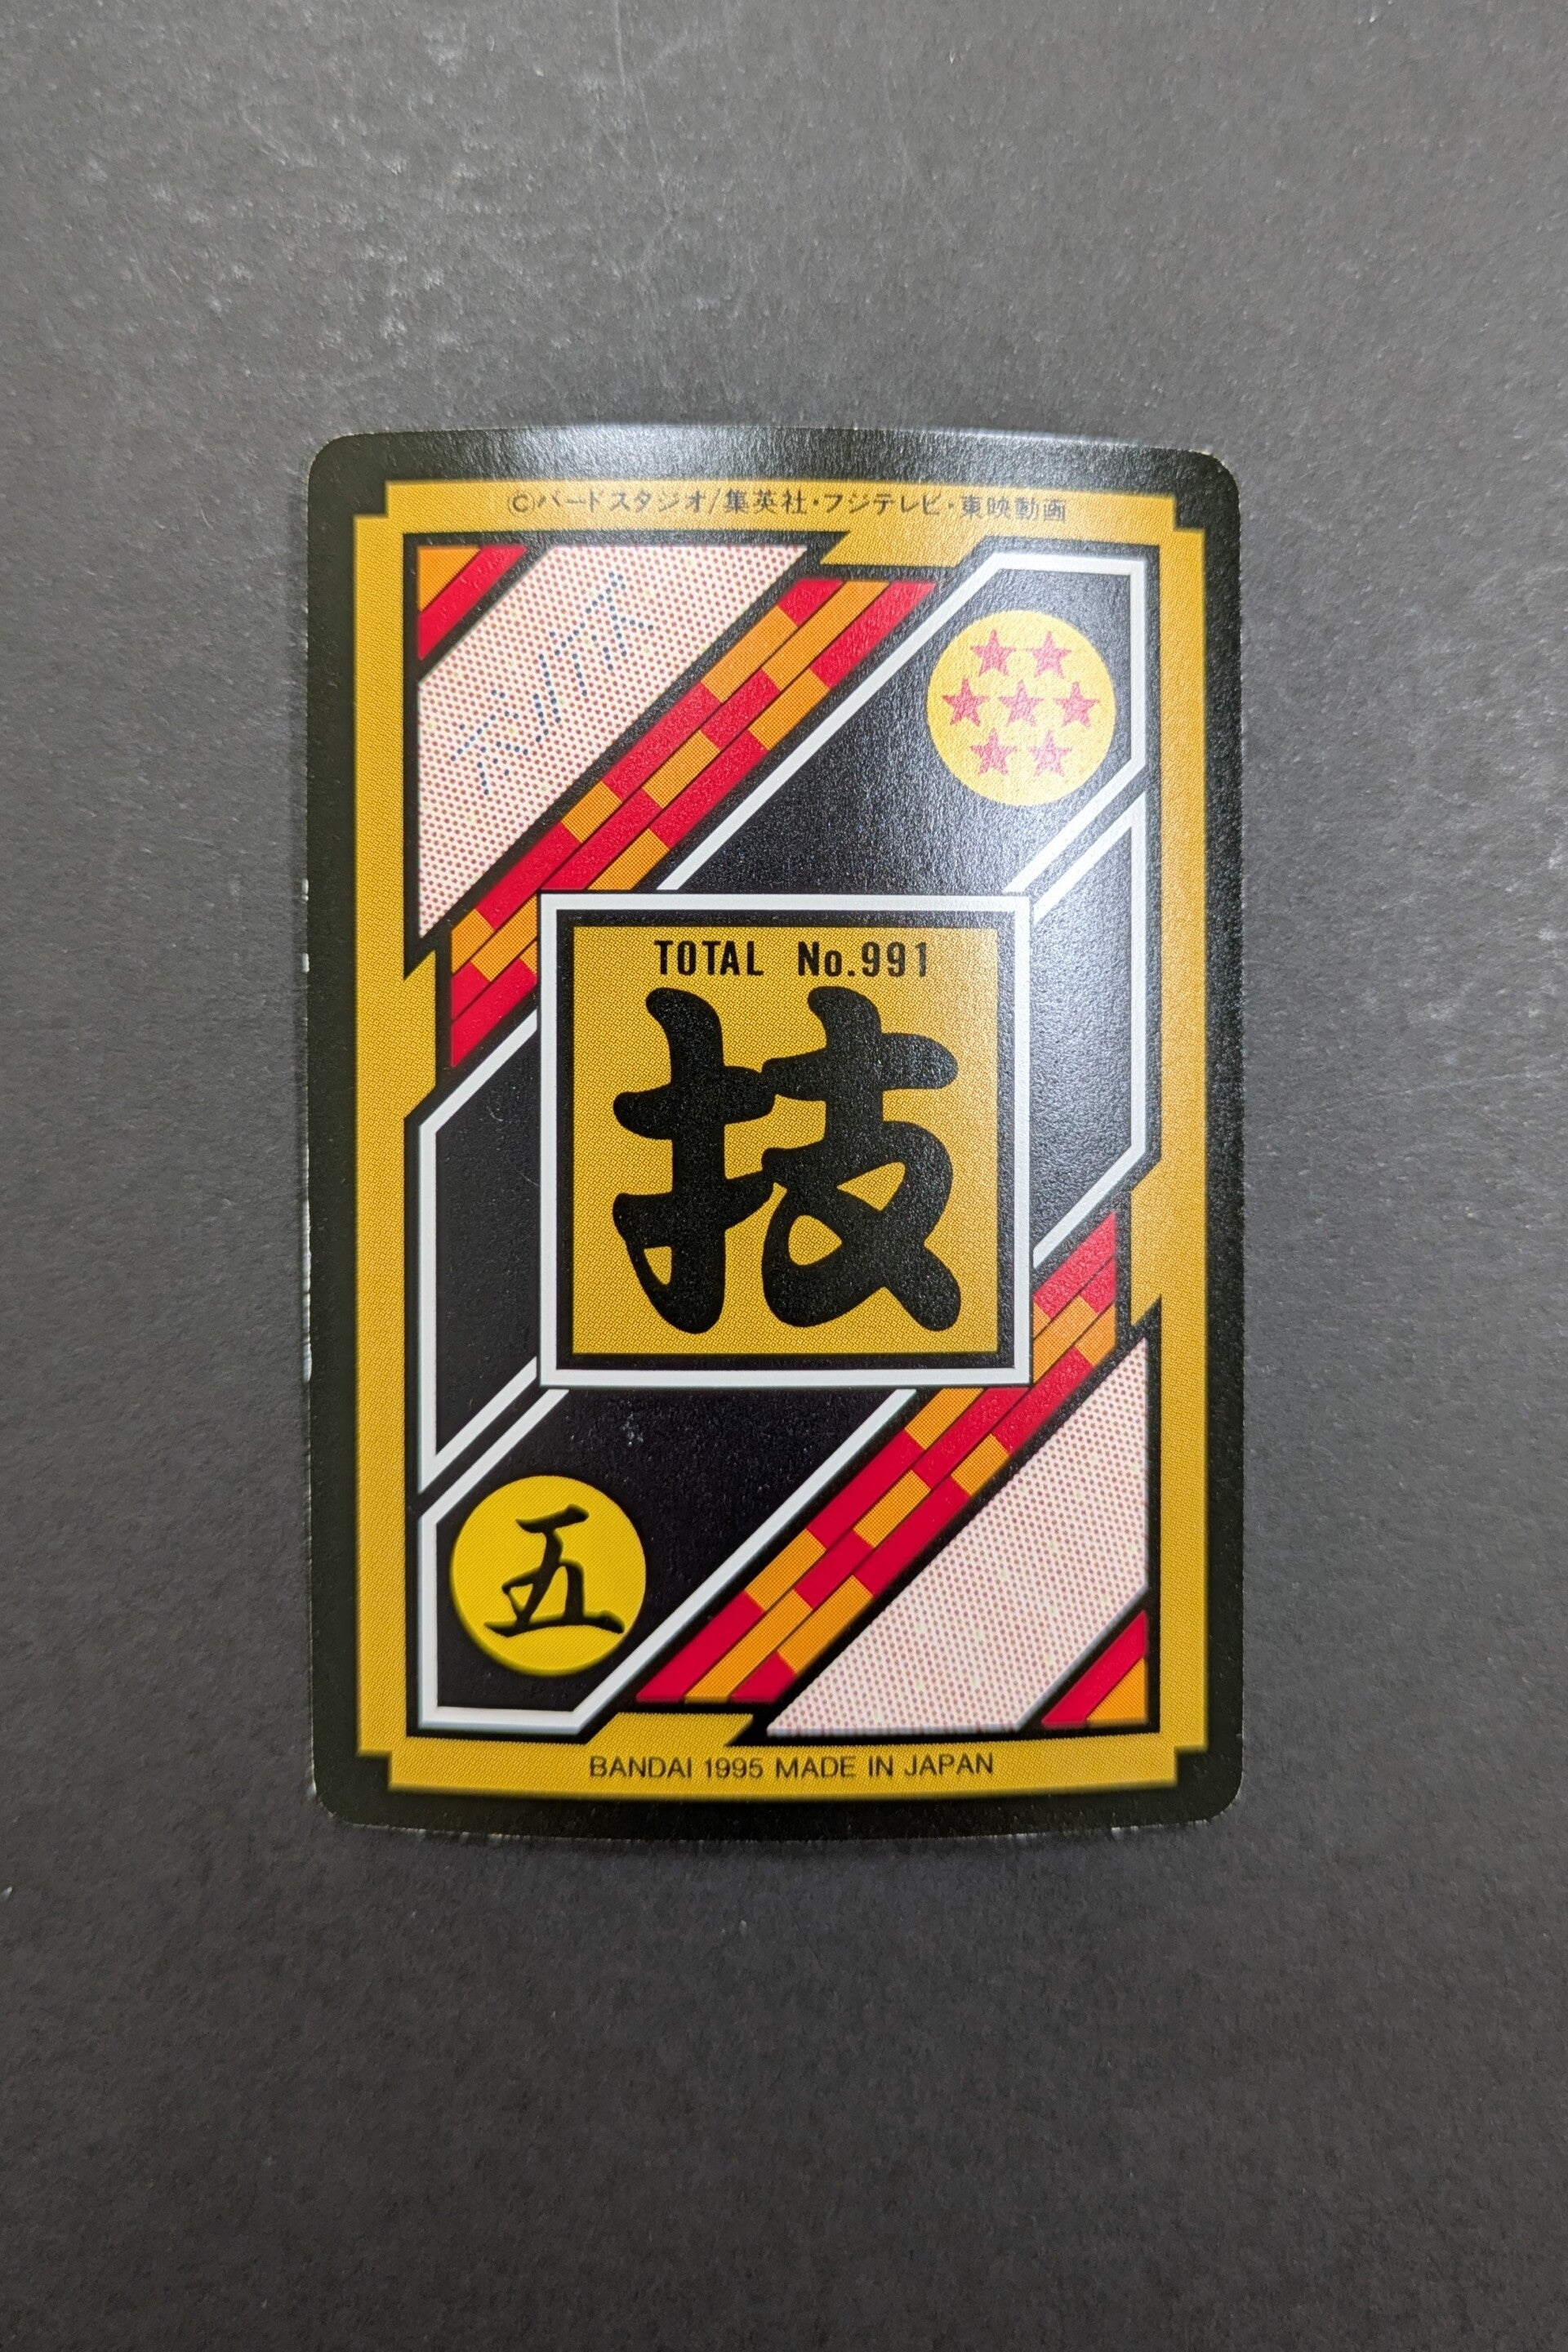 ©バードスタジオ/集英社・フジテレビ・東映動画
TOTAL No.991
技
五
BANDAI 1995 MADE IN JAPAN